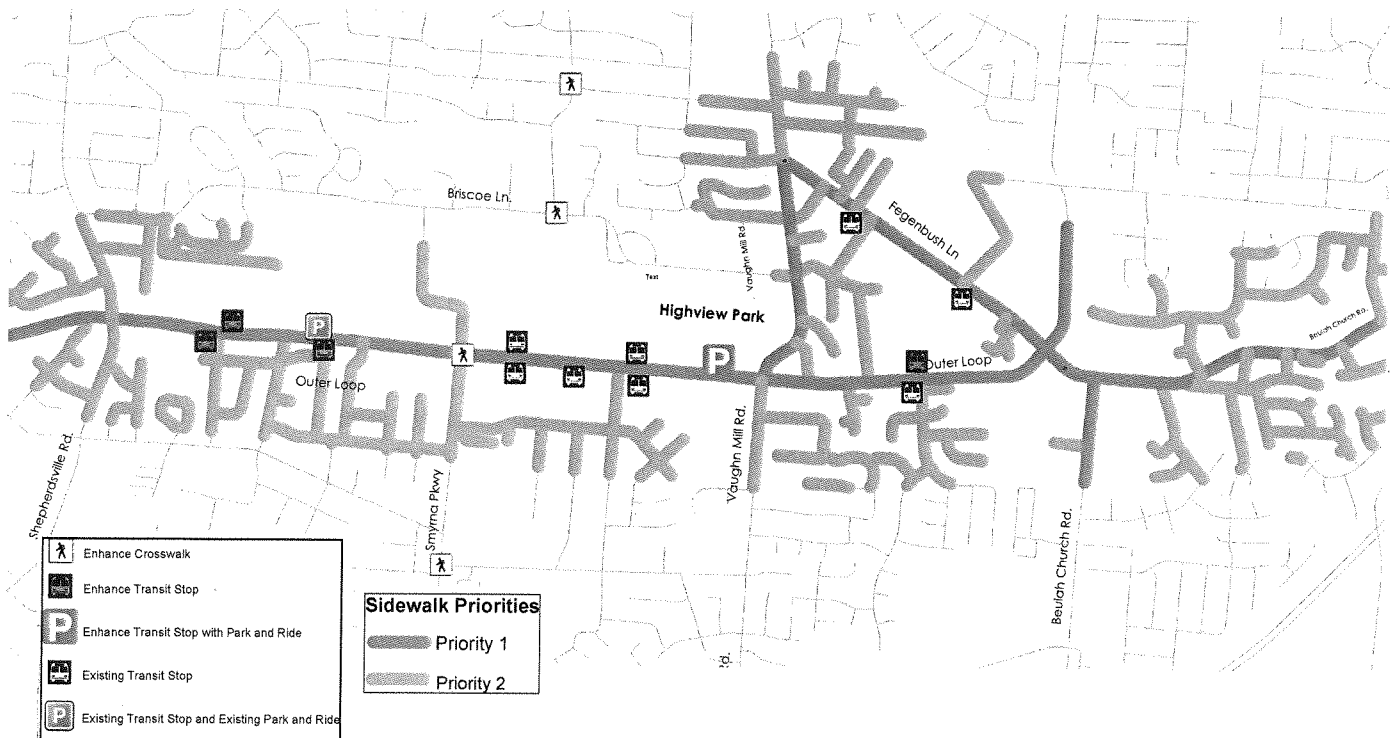 Briscoe Ln.
Fegenbush Ln
Vaughn Mill Rd.
Text
Highview Park
Beulah Church Rd.
Outer Loop
Outer Loop
Shepherdsville Rd.
Smyrna Pkwy
Vaughn Mill Rd.
Beulah Church Rd.
Rd.
Enhance Crosswalk
Enhance Transit Stop
P Enhance Transit Stop with Park and Ride
Existing Transit Stop
P Existing Transit Stop and Existing Park and Ride
Sidewalk Priorities
Priority 1
Priority 2
P
P